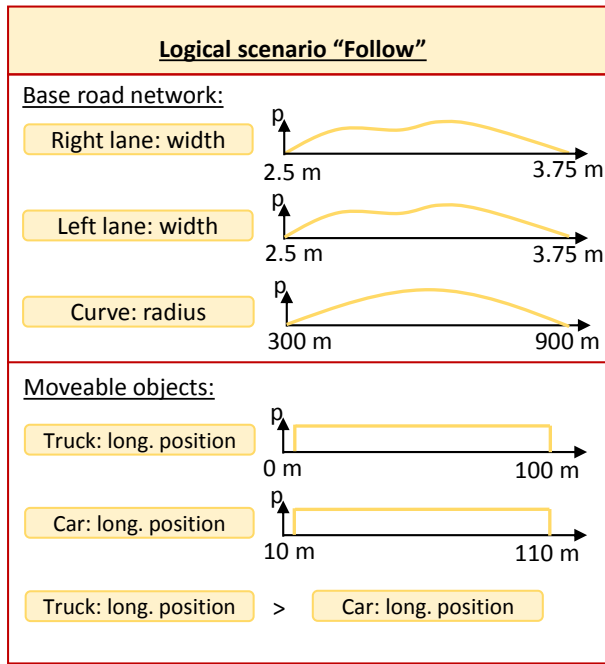 Logical scenario “Follow”
Base road network:
Right lane: width
p
2.5 m 3.75 m
Left lane: width
p
2.5 m 3.75 m
Curve: radius
p
300 m 900 m
Moveable objects:
Truck: long. position
p
0 m 100 m
Car: long. position
p
10 m 110 m
Truck: long. position > Car: long. position